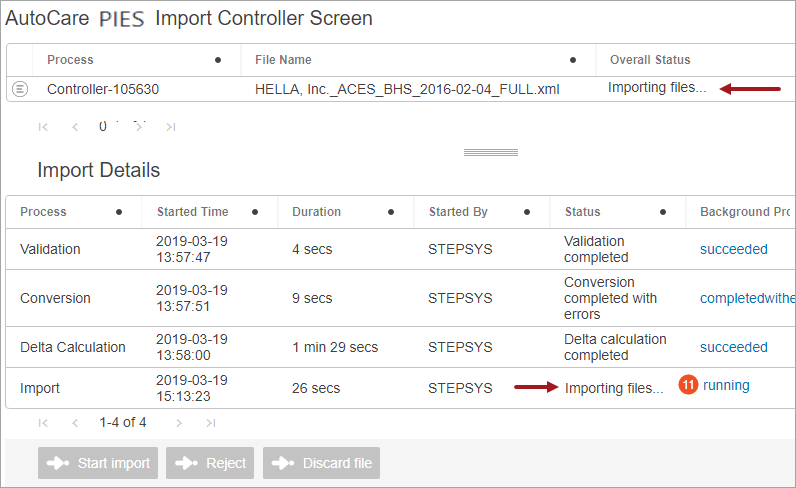 AutoCare PIES Import Controller Screen
Process File Name Overall Status
Controller-105630 HELLA, Inc._ACES_BHS_2016-02-04_FULL.xml Importing files...
Import Details
Process Started Time Duration Started By Status Background Pro
Validation 2019-03-19 13:57:47 4 secs STEPSYS Validation completed succeeded
Conversion 2019-03-19 13:57:51 9 secs STEPSYS Conversion completed with errors completedwithe
Delta Calculation 2019-03-19 13:58:00 1 min 29 secs STEPSYS Delta calculation completed succeeded
Import 2019-03-19 15:13:23 26 secs STEPSYS Importing files... 11 running
1-4 of 4
Start import Reject Discard file